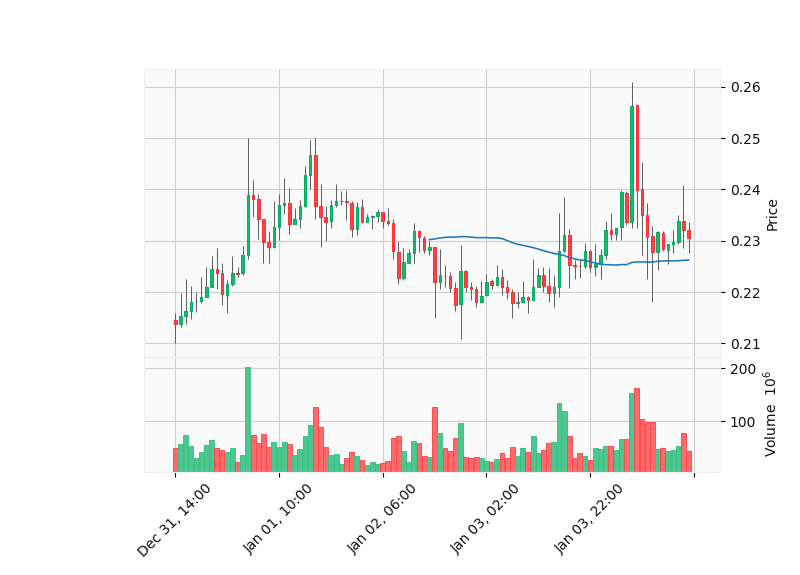 0.26
0.25
0.24
0.23
0.22
0.21
Price
200
100
Volume 10^6
Dec 31, 14:00
Jan 01, 10:00
Jan 02, 06:00
Jan 03, 02:00
Jan 03, 22:00